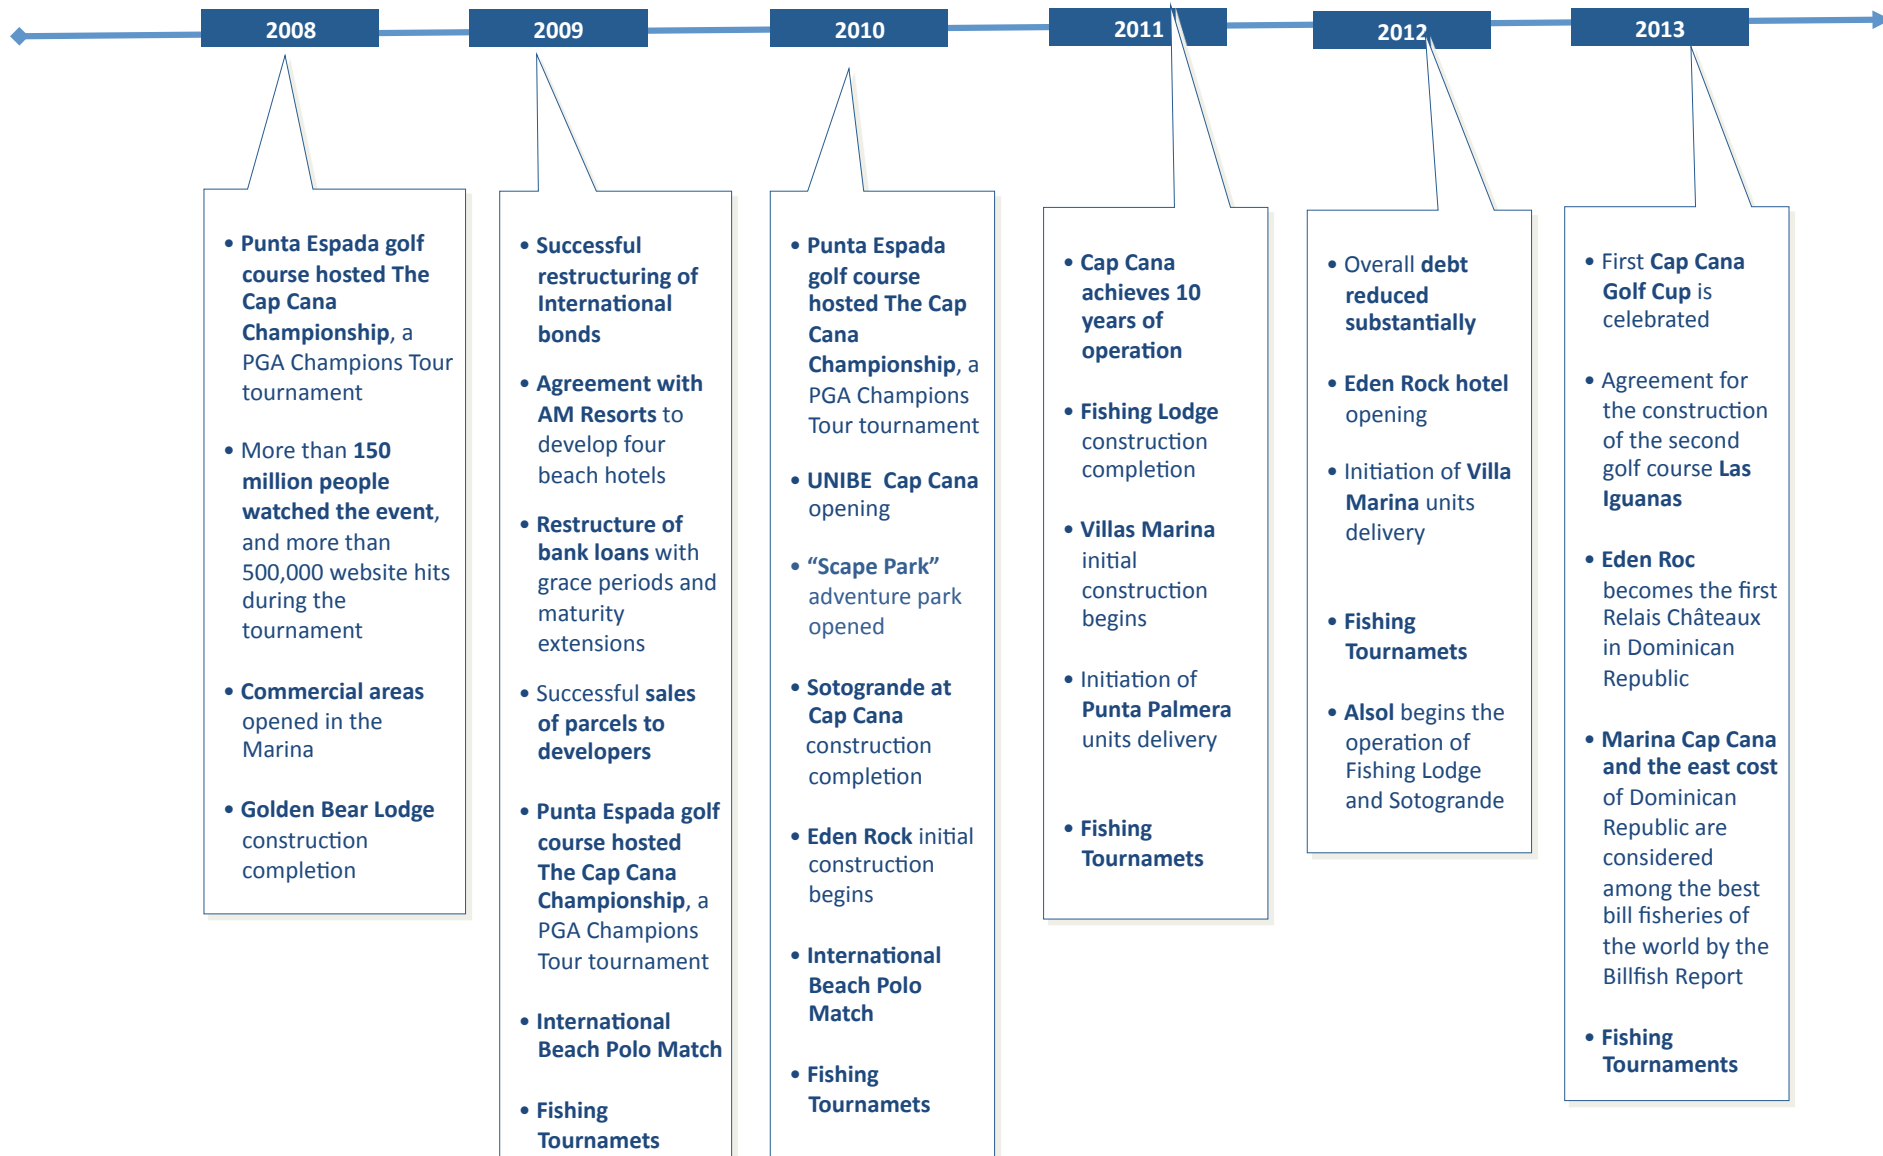 2008
2009
2010
2011
2012
2013
• Punta Espada golf
course hosted The
Cap Cana
Championship, a
PGA Champions Tour
tournament
• More than 150
million people
watched the event,
and more than
500,000 website hits
during the
tournament
• Commercial areas
opened in the
Marina
• Golden Bear Lodge
construction
completion
• Successful
restructuring of
International
bonds
• Agreement with
AM Resorts to
develop four
beach hotels
• Restructure of
bank loans with
grace periods and
maturity
extensions
• Successful sales
of parcels to
developers
• Punta Espada golf
course hosted
The Cap Cana
Championship, a
PGA Champions
Tour tournament
• International
Beach Polo Match
• Fishing
Tournamets
• Punta Espada
golf course
hosted The Cap
Cana
Championship, a
PGA Champions
Tour tournament
• UNIBE Cap Cana
opening
• “Scape Park”
adventure park
opened
• Sotogrande at
Cap Cana
construction
completion
• Eden Rock initial
construction
begins
• International
Beach Polo
Match
• Fishing
Tournamets
• Cap Cana
achieves 10
years of
operation
• Fishing Lodge
construction
completion
• Villas Marina
initial
construction
begins
• Initiation of
Punta Palmera
units delivery
• Fishing
Tournamets
• Overall debt
reduced
substantially
• Eden Rock hotel
opening
• Initiation of Villa
Marina units
delivery
• Fishing
Tournamets
• Alsol begins the
operation of
Fishing Lodge
and Sotogrande
• First Cap Cana
Golf Cup is
celebrated
• Agreement for
the construction
of the second
golf course Las
Iguanas
• Eden Roc
becomes the first
Relais Châteaux
in Dominican
Republic
• Marina Cap Cana
and the east cost
of Dominican
Republic are
considered
among the best
bill fisheries of
the world by the
Billfish Report
• Fishing
Tournaments